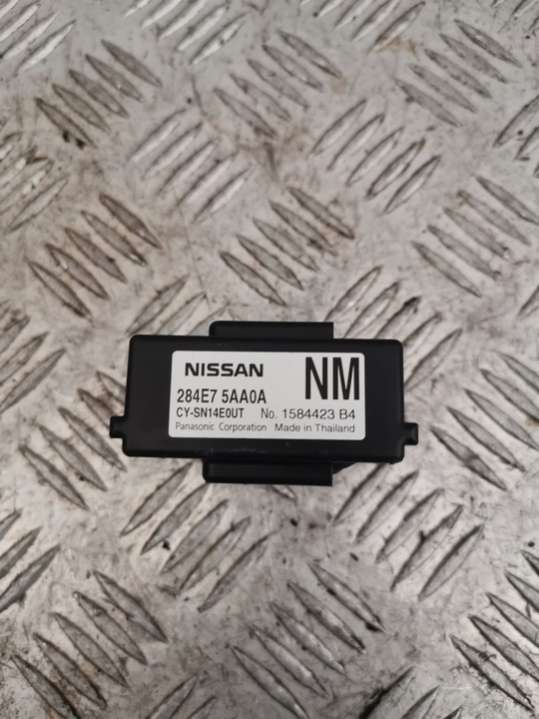 NISSAN NM
284E7 5AA0A
CY-SN14E0UT No. 1584423 B4
Panasonic Corporation Made in Thailand